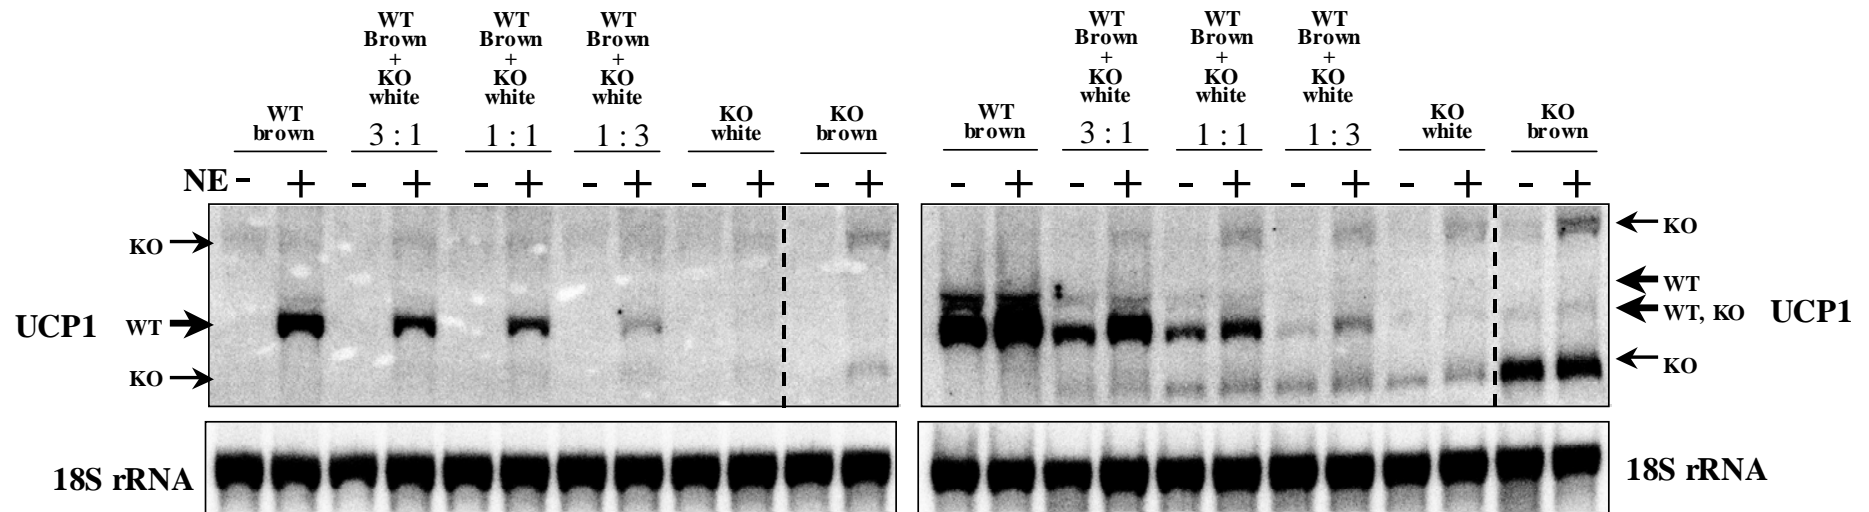 WT WT WT WT WT WT
Brown Brown Brown Brown Brown Brown
+ + + + + +
KO KO KO KO KO KO
white white white white white white
WT KO KO WT KO KO
brown 3 : 1 1 : 1 1 : 3 white brown brown 3 : 1 1 : 1 1 : 3 white brown
NE - + - + - + - + - + - + - + - + - + - + - + - +
KO KO
WT
UCP1 WT WT, KO UCP1
KO KO
18S rRNA 18S rRNA